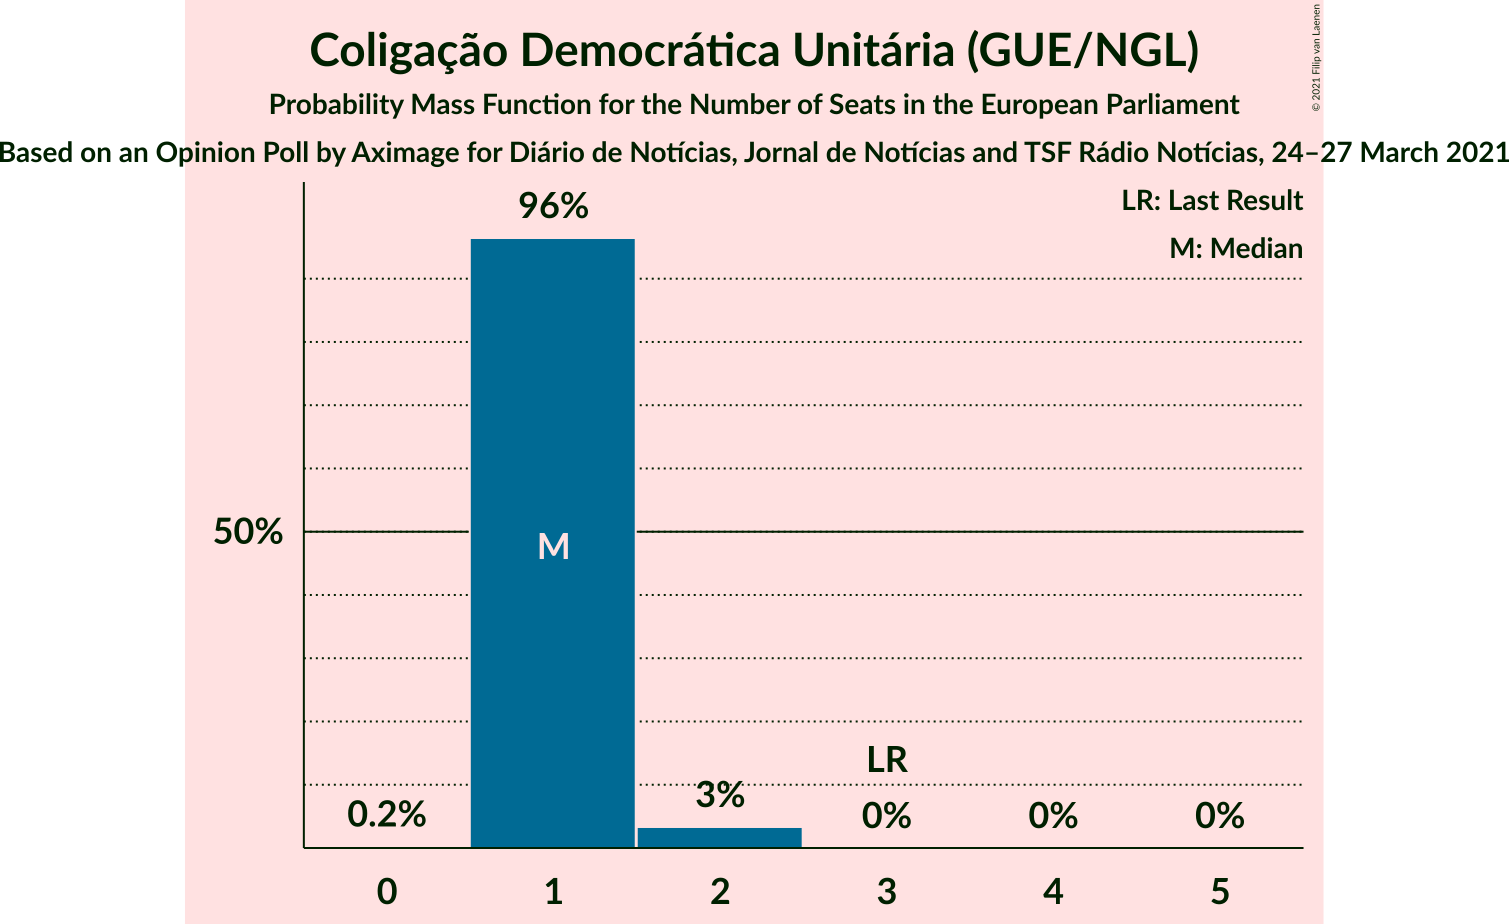 Coligação Democrática Unitária (GUE/NGL)
Probability Mass Function for the Number of Seats in the European Parliament
Based on an Opinion Poll by Aximage for Diário de Notícias, Jornal de Notícias and TSF Rádio Notícias, 24–27 March 2021
© 2021 Filip van Laenen
LR: Last Result
M: Median
96%
50%
M
LR
0.2%
3%
0%
0%
0%
0 1 2 3 4 5